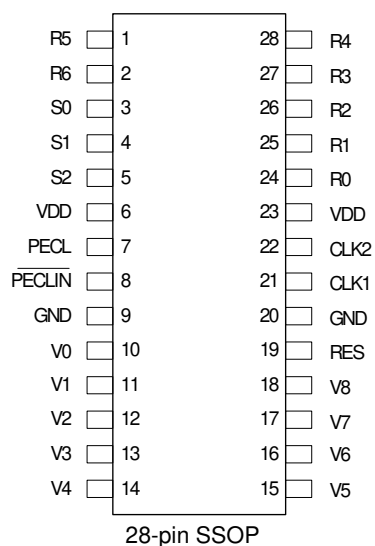 R5 1 28 R4
R6 2 27 R3
S0 3 26 R2
S1 4 25 R1
S2 5 24 R0
VDD 6 23 VDD
PECL 7 22 CLK2
PECLIN 8 21 CLK1
GND 9 20 GND
V0 10 19 RES
V1 11 18 V8
V2 12 17 V7
V3 13 16 V6
V4 14 15 V5
28-pin SSOP